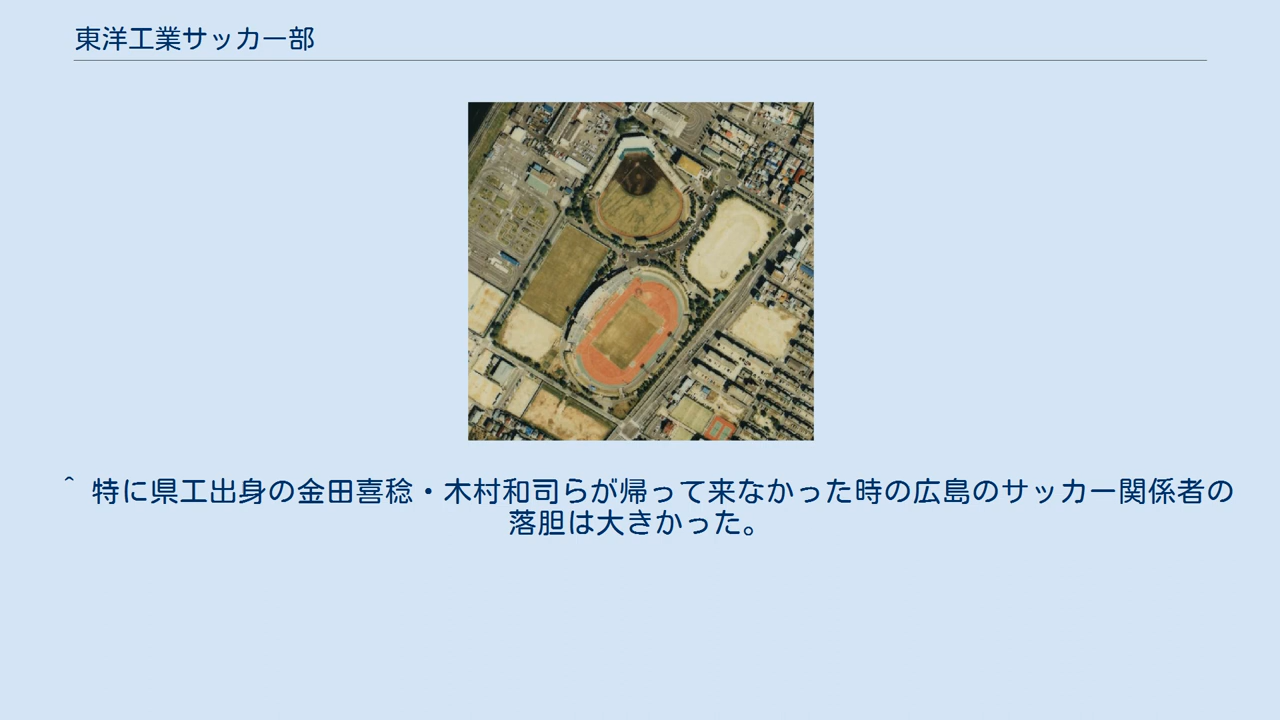 東洋工業サッカー部
^ 特に県工出身の金田喜稔・木村和司らが帰って来なかった時の広島のサッカー関係者の
落胆は大きかった。